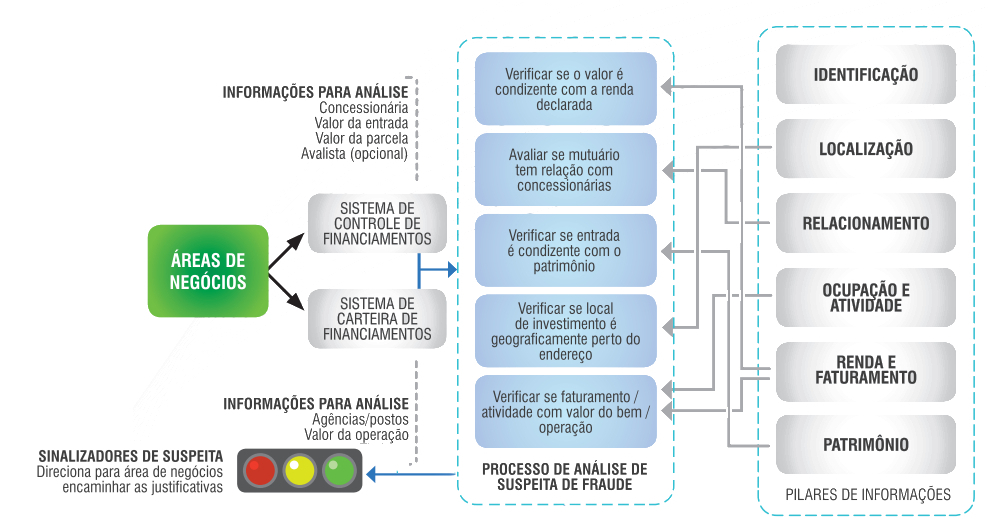 INFORMAÇÕES PARA ANÁLISE
Concessionária
Valor da entrada
Valor da parcela
Avalista (opcional)
ÁREAS DE
NEGÓCIOS
SISTEMA DE
CONTROLE DE
FINANCIAMENTOS
SISTEMA DE
CARTEIRA DE
FINANCIAMENTOS
INFORMAÇÕES PARA ANÁLISE
Agências/postos
Valor da operação
SINALIZADORES DE SUSPEITA
Direciona para área de negócios
encaminhar as justificativas
Verificar se o valor é
condizente com a renda
declarada
Avaliar se mutuário
tem relação com
concessionárias
Verificar se entrada
é condizente com o
patrimônio
Verificar se local
de investimento é
geograficamente perto do
endereço
Verificar se faturamento /
atividade com valor do bem /
operação
PROCESSO DE ANÁLISE DE
SUSPEITA DE FRAUDE
IDENTIFICAÇÃO
LOCALIZAÇÃO
RELACIONAMENTO
OCUPAÇÃO E
ATIVIDADE
RENDA E
FATURAMENTO
PATRIMÔNIO
PILARES DE INFORMAÇÕES